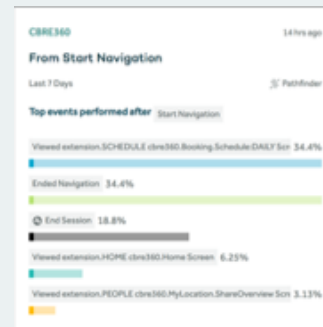 CBRE360 14 hrs ago
From Start Navigation
Last 7 Days Pathfinder
Top events performed after Start Navigation
Viewed extension.SCHEDULE cbre360.Booking.Schedule:DAILY Scr 34.4%
Ended Navigation 34.4%
End Session 18.8%
Viewed extension.HOME cbre360.Home Screen 6.25%
Viewed extension.PEOPLE cbre360.MyLocation.ShareOverview Scr 3.13%